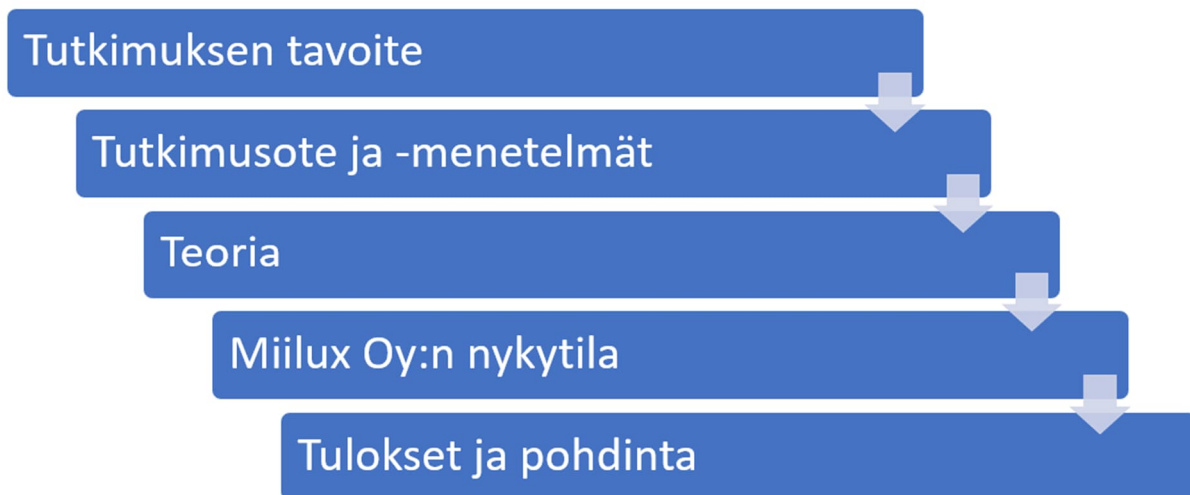 Tutkimuksen tavoite
Tutkimusote ja -menetelmät
Teoria
Miilux Oy:n nykytila
Tulokset ja pohdinta